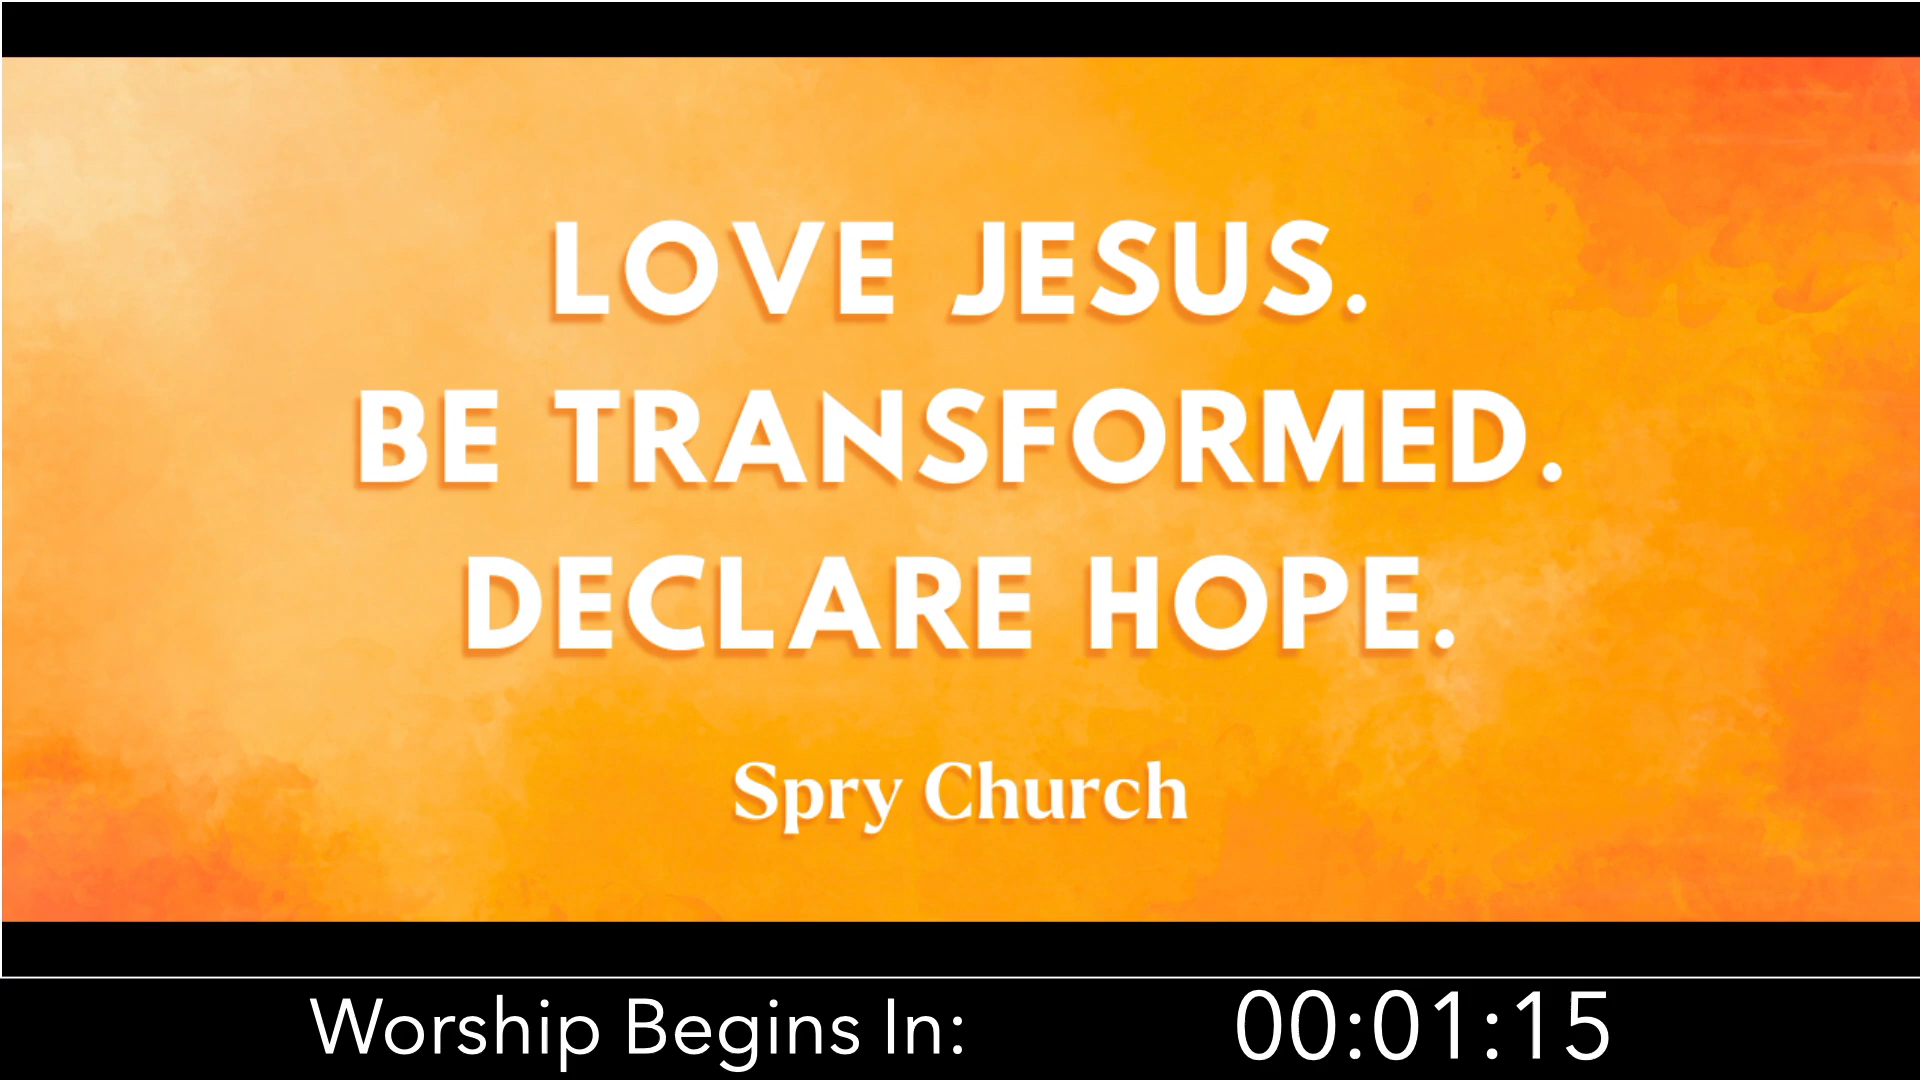 LOVE JESUS.
BE TRANSFORMED.
DECLARE HOPE.
Spry Church
Worship Begins In: 00:01:15